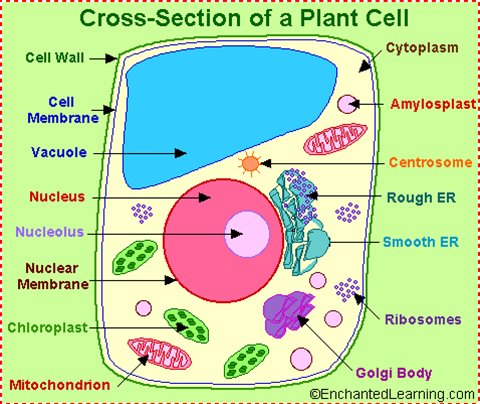 Cross-Section of a Plant Cell
Cell Wall
Cytoplasm
Cell
Membrane
Amylosplast
Vacuole
Centrosome
Nucleus
Rough ER
Nucleolus
Smooth ER
Nuclear
Membrane
Ribosomes
Chloroplast
Golgi Body
Mitochondrion
©EnchantedLearning.com